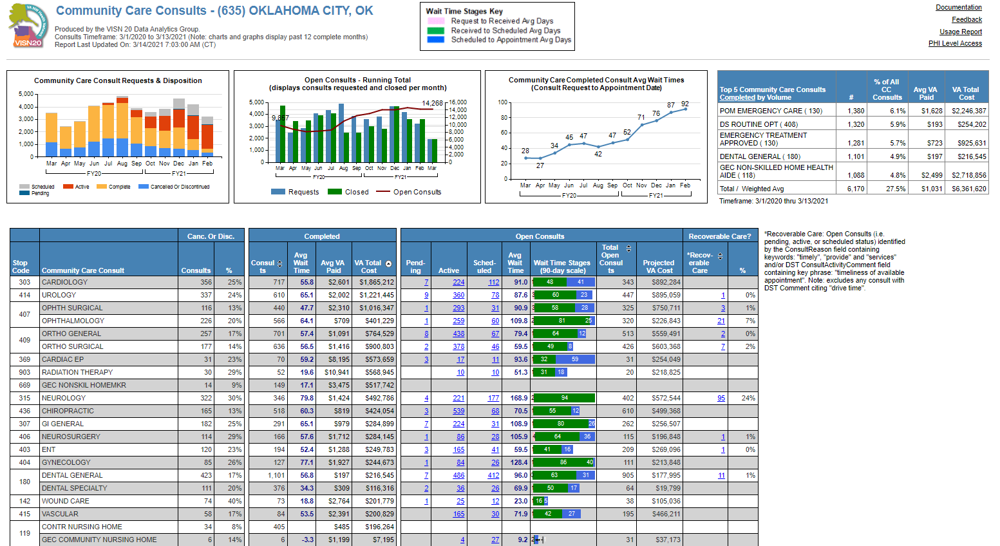 Community Care Consults - (635) OKLAHOMA CITY, OK
Produced by the VISN 20 Data Analytics Group.
Consults Timeframe: 3/1/2020 to 3/13/2021 (Note: charts and graphs display past 12 complete months)
Report Last Updated On: 3/14/2021 7:03:00 AM (CT)
VISN20
Wait Time Stages Key
Request to Received Avg Days
Received to Scheduled Avg Days
Scheduled to Appointment Avg Days
Documentation
Feedback
Usage Report
PHI Level Access
Community Care Consult Requests & Disposition
5,000
4,000
3,000
2,000
1,000
0
Mar Apr May Jun Jul Aug Sep Oct Nov Dec Jan Feb
FY20 FY21
Scheduled Active Complete Cancelled Or Discontinued
Pending
Open Consults - Running Total
(displays consults requested and closed per month)
5,000 14,268 16,000
4,000 14,000
12,000
3,000 10,000
2,000 8,000
6,000
1,000 4,000
2,000
0 0
Mar Apr May Jun Jul Aug Sep Oct Nov Dec Jan Feb Mar
FY20 FY21
Requests Closed Open Consults
Community Care Completed Consult Avg Wait Times
(Consult Request to Appointment Date)
100
80
60
40
20
0
28 27 34 45 47 42 47 52 71 76 87 92
Mar Apr May Jun Jul Aug Sep Oct Nov Dec Jan Feb
FY20 FY21
Top 5 Community Care Consults Completed by Volume # % of All CC Consults Avg VA Paid VA Total Cost
POM EMERGENCY CARE ( 130) 1,380 6.1% $1,628 $2,246,387
DS ROUTINE OPT ( 408) 1,320 5.9% $193 $254,202
EMERGENCY TREATMENT APPROVED ( 130) 1,281 5.7% $723 $925,631
DENTAL GENERAL ( 180) 1,101 4.9% $197 $216,545
GEC NON-SKILLED HOME HEALTH AIDE ( 118) 1,088 4.8% $2,499 $2,718,856
Total / Weighted Avg 6,170 27.5% $1,031 $6,361,620
Timeframe: 3/1/2020 thru 3/13/2021
Canc. Or Disc. Completed Open Consults Recoverable Care?
Stop Code Community Care Consult Consults % Consul ts Avg Wait Time Avg VA Paid VA Total Cost Pend- ing Active Sched- uled Avg Wait Time Wait Time Stages (90-day scale) Total Open Consul ts Projected VA Cost *Recov- erable Care %
303 CARDIOLOGY 356 25% 717 55.8 $2,601 $1,865,212 7 224 112 91.0 48 41 343 $892,284
414 UROLOGY 337 24% 610 65.1 $2,002 $1,221,445 9 360 78 87.6 60 23 447 $895,059 1 0%
407 OPHTH SURGICAL 116 13% 440 47.7 $2,310 $1,016,347 1 293 31 90.9 58 28 325 $750,711 3 1%
OPHTHALMOLOGY 226 20% 566 64.1 $709 $401,229 1 259 60 109.8 81 25 320 $226,843 21 7%
409 ORTHO GENERAL 257 17% 701 57.4 $1,091 $764,529 8 438 67 79.4 64 12 513 $559,491 2 0%
ORTHO SURGICAL 177 14% 636 56.5 $1,416 $900,803 2 378 46 59.5 49 8 426 $603,368 7 2%
369 CARDIAC EP 31 23% 70 59.2 $8,195 $573,659 3 17 11 93.6 32 59 31 $254,049
903 RADIATION THERAPY 30 29% 52 19.6 $10,941 $568,945 10 10 51.3 31 18 20 $218,825
669 GEC NONSKIL HOMEMKR 14 9% 149 17.1 $3,475 $517,742
315 NEUROLOGY 322 30% 346 79.8 $1,424 $492,786 4 221 177 168.9 94 402 $572,544 95 24%
436 CHIROPRACTIC 165 13% 518 60.3 $819 $424,054 3 539 68 70.5 55 12 610 $499,368
307 GI GENERAL 182 25% 291 65.1 $979 $284,899 7 224 31 108.9 80 26 262 $256,507
406 NEUROSURGERY 114 29% 166 57.6 $1,712 $284,145 1 86 28 105.9 64 36 115 $196,848 1 1%
403 ENT 120 23% 194 52.4 $1,288 $249,783 3 165 41 59.5 41 16 209 $269,096 1 0%
404 GYNECOLOGY 85 26% 127 77.1 $1,927 $244,673 1 84 26 128.4 86 40 111 $213,848
180 DENTAL GENERAL 423 17% 1,101 56.8 $197 $216,545 7 486 412 96.0 63 31 905 $177,995 11 1%
DENTAL SPECIALTY 111 20% 376 34.3 $309 $116,316 2 36 26 69.9 50 17 64 $19,799
142 WOUND CARE 74 40% 73 18.8 $2,764 $201,779 1 25 12 23.0 16 5 38 $105,036
415 VASCULAR 58 17% 84 53.5 $2,391 $200,829 165 30 71.9 42 27 195 $466,211
119 CONTR NURSING HOME 34 8% 405 $485 $196,264
GEC COMMUNITY NURSING HOME 6 14% 6 -3.3 $1,199 $7,195 4 27 9.2 31 $37,173
*Recoverable Care: Open Consults (i.e.
pending, active, or scheduled status) identified
by the ConsultReason field containing
keywords: "timely", "provide" and "services"
and/or DST ConsultActivityComment field
containing key phrase: "timeliness of available
appointment". Note: excludes any consult with
DST Comment citing "drive time".